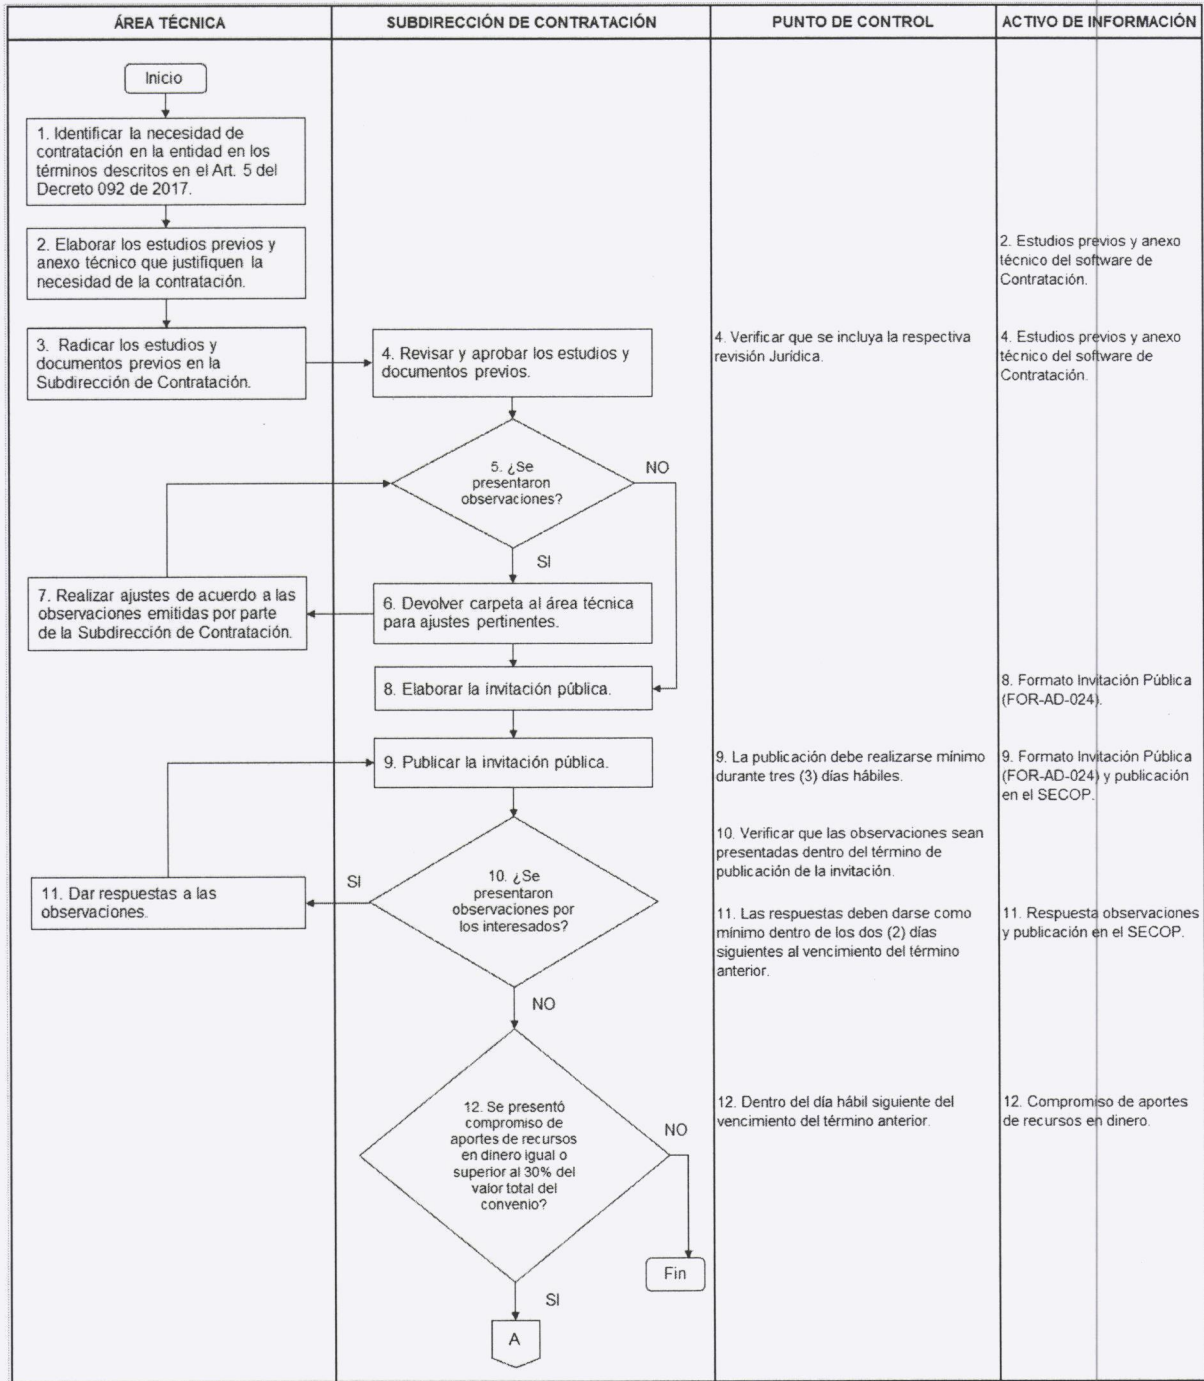 ÁREA TÉCNICA
SUBDIRECCIÓN DE CONTRATACIÓN
PUNTO DE CONTROL
ACTIVO DE INFORMACIÓN
Inicio
1. Identificar la necesidad de
contratación en la entidad en los
términos descritos en el Art. 5 del
Decreto 092 de 2017.
2. Elaborar los estudios previos y
anexo técnico que justifiquen la
necesidad de la contratación.
2. Estudios previos y anexo
técnico del software de
Contratación.
3. Radicar los estudios y
documentos previos en la
Subdirección de Contratación.
4. Revisar y aprobar los estudios y
documentos previos.
4. Verificar que se incluya la respectiva
revisión Jurídica.
4. Estudios previos y anexo
técnico del software de
Contratación.
5. ¿Se
presentaron
observaciones?
NO
SI
7. Realizar ajustes de acuerdo a las
observaciones emitidas por parte
de la Subdirección de Contratación.
6. Devolver carpeta al área técnica
para ajustes pertinentes.
8. Elaborar la invitación pública.
8. Formato Invitación Pública
(FOR-AD-024).
9. Publicar la invitación pública.
9. La publicación debe realizarse mínimo
durante tres (3) días hábiles.
9. Formato Invitación Pública
(FOR-AD-024) y publicación
en el SECOP.
10. Verificar que las observaciones sean
presentadas dentro del término de
publicación de la invitación.
11. Dar respuestas a las
observaciones.
SI
10. ¿Se
presentaron
observaciones por
los interesados?
11. Las respuestas deben darse como
mínimo dentro de los dos (2) días
siguientes al vencimiento del término
anterior.
11. Respuesta observaciones
y publicación en el SECOP.
NO
12. Se presentó
compromiso de
aportes de recursos
en dinero igual o
superior al 30% del
valor total del
convenio?
NO
12. Dentro del día hábil siguiente del
vencimiento del término anterior.
12. Compromiso de aportes
de recursos en dinero.
Fin
SI
A